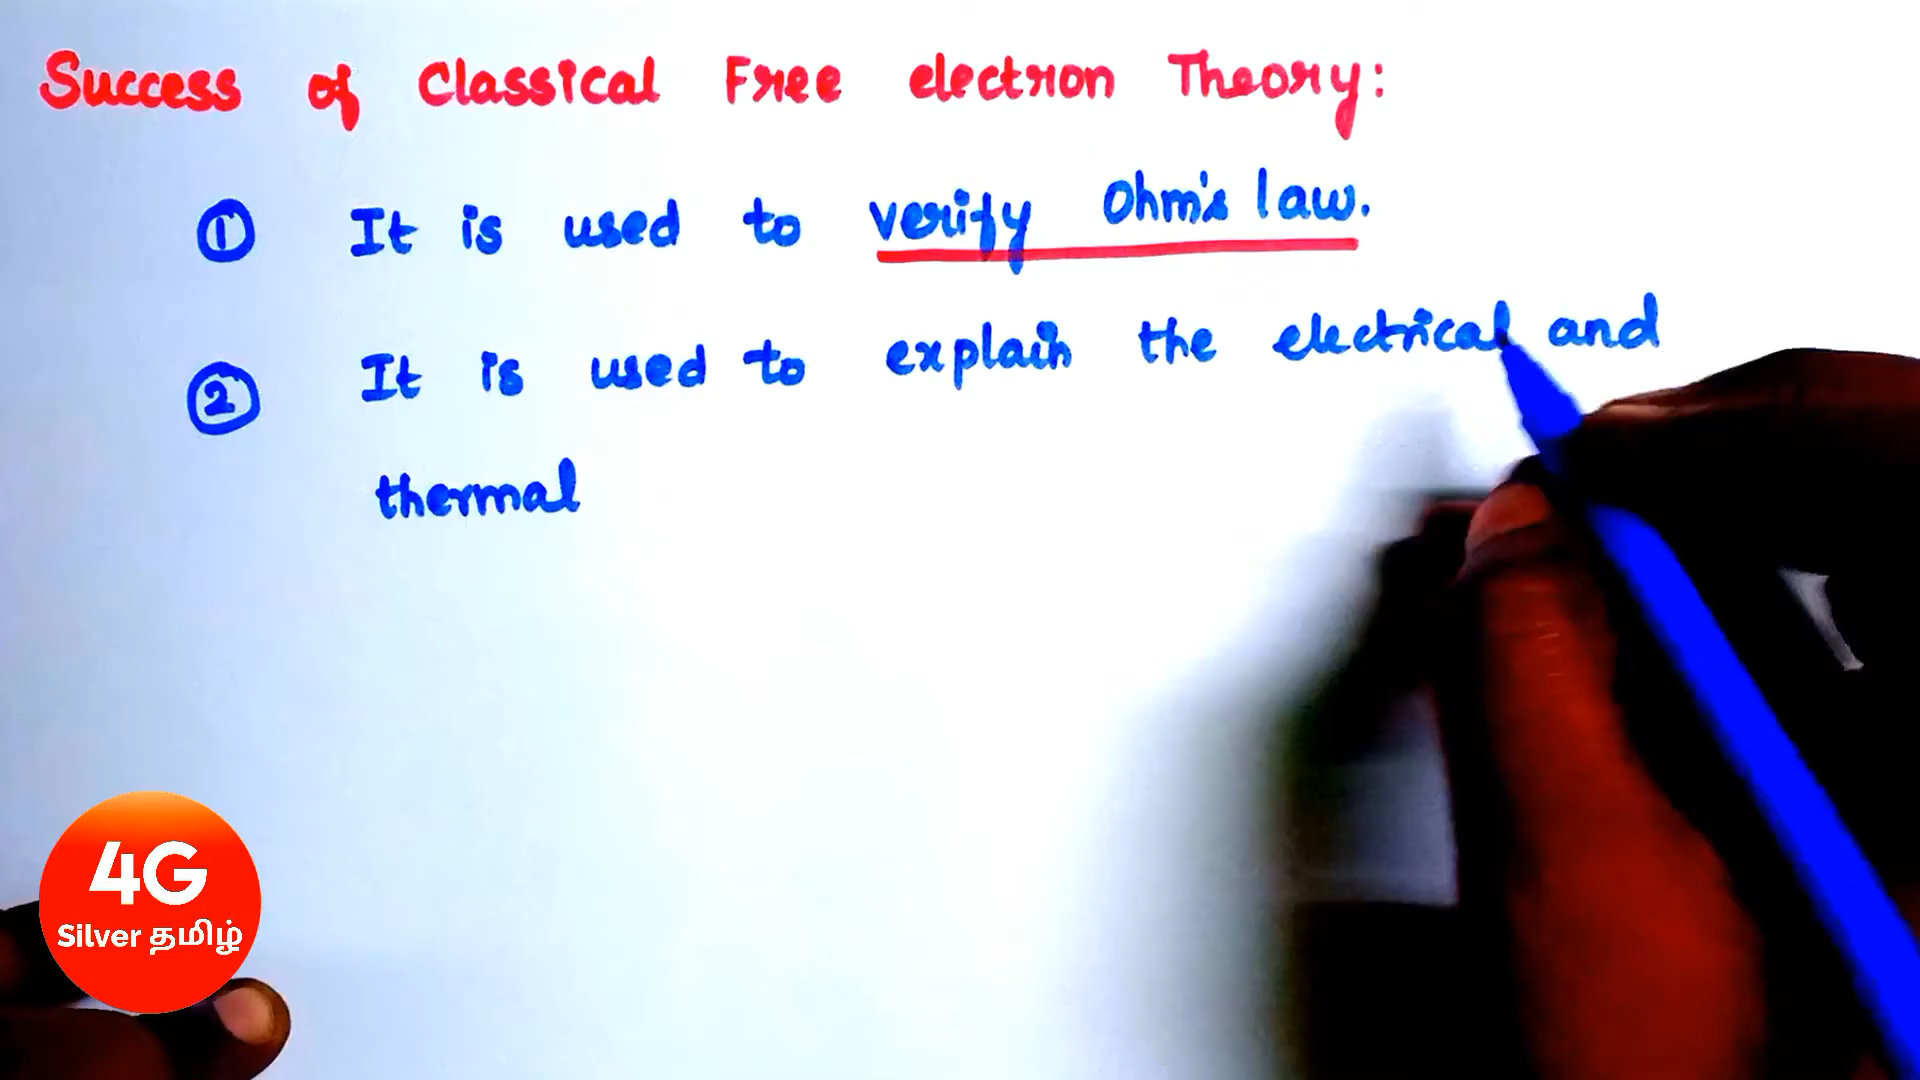 Success of Classical Free electron Theory:
① It is used to verify Ohm's law.
② It is used to explain the electrical and
thermal
4G
Silver தமிழ்